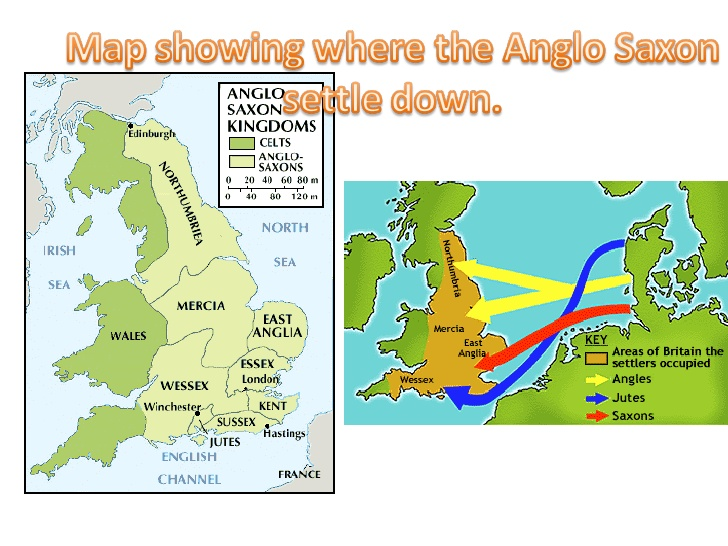 Map showing where the Anglo Saxon
settle down.
ANGLO
SAXON
KINGDOMS
CELTS
ANGLO-
SAXONS
0 20 40 60 80 m
0 40 80 120 m
Edinburgh
NORTHUMBRIEA
NORTH
SEA
IRISH
SEA
MERCIA
EAST
ANGLIA
WALES
ESSEX
London
WESSEX
Winchester
KENT
SUSSEX
Hastings
JUTES
ENGLISH
CHANNEL
FRANCE
Northumbria
Mercia
East
Anglia
Wessex
KEY
Areas of Britain the
settlers occupied
Angles
Jutes
Saxons